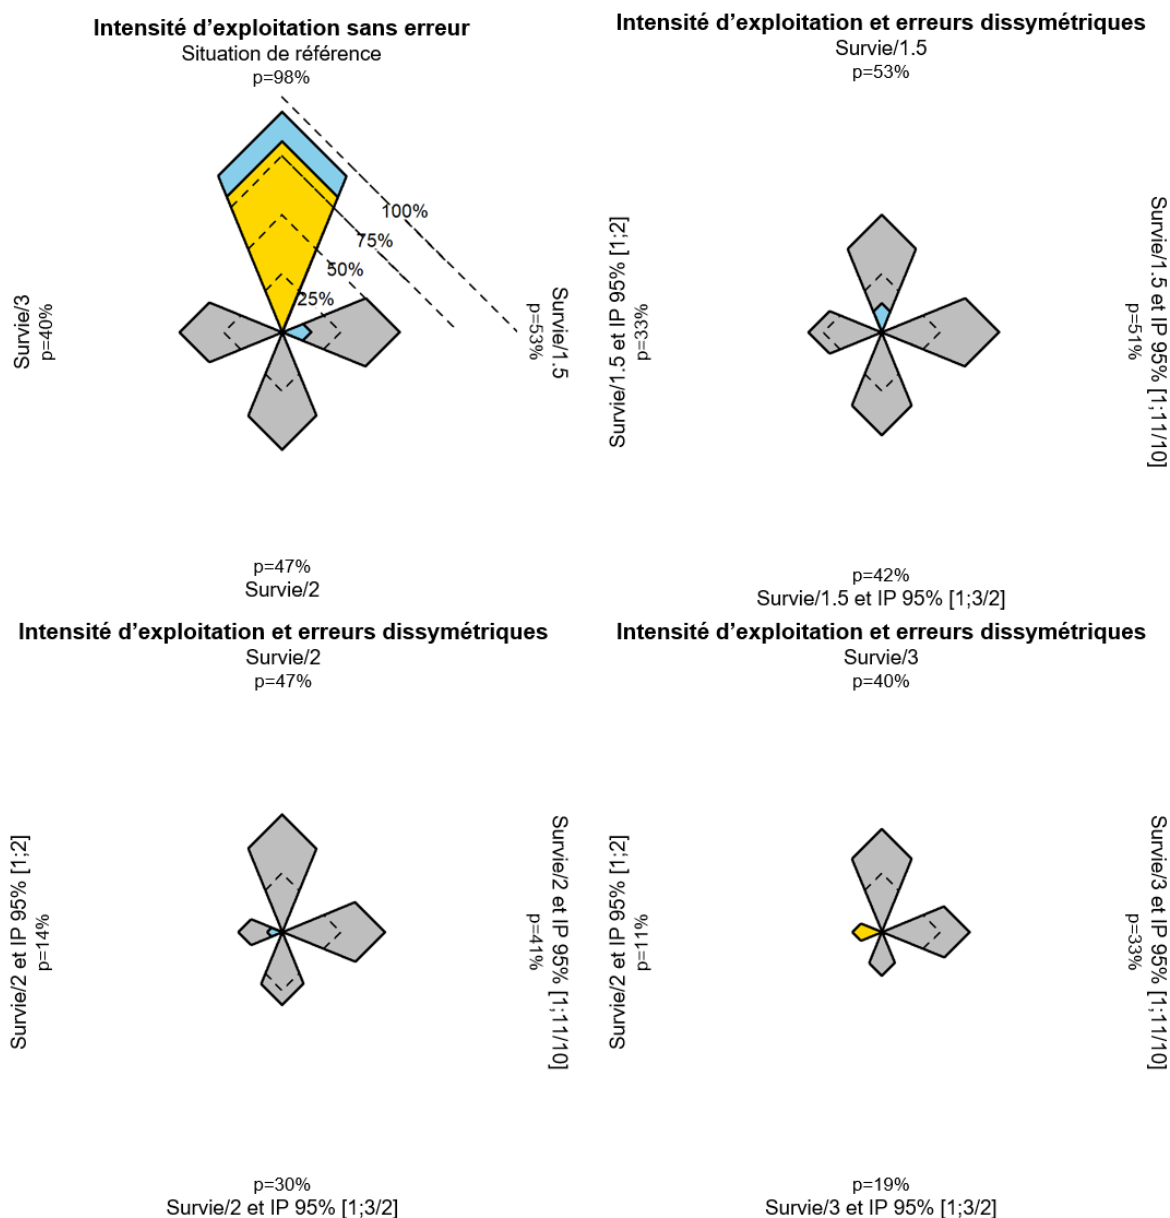 Intensité d’exploitation sans erreur
Situation de référence
p=98%
100%
75%
50%
25%
Survie/3
p=40%
Survie/1.5
p=53%
p=47%
Survie/2
Intensité d’exploitation et erreurs dissymétriques
Survie/1.5
p=53%
Survie/1.5 et IP 95% [1;2]
p=33%
Survie/1.5 et IP 95% [1;11/10]
p=51%
p=42%
Survie/1.5 et IP 95% [1;3/2]
Intensité d’exploitation et erreurs dissymétriques
Survie/2
p=47%
Survie/2 et IP 95% [1;2]
p=14%
Survie/2 et IP 95% [1;11/10]
p=41%
p=30%
Survie/2 et IP 95% [1;3/2]
Intensité d’exploitation et erreurs dissymétriques
Survie/3
p=40%
Survie/2 et IP 95% [1;2]
p=11%
Survie/3 et IP 95% [1;11/10]
p=33%
p=19%
Survie/3 et IP 95% [1;3/2]